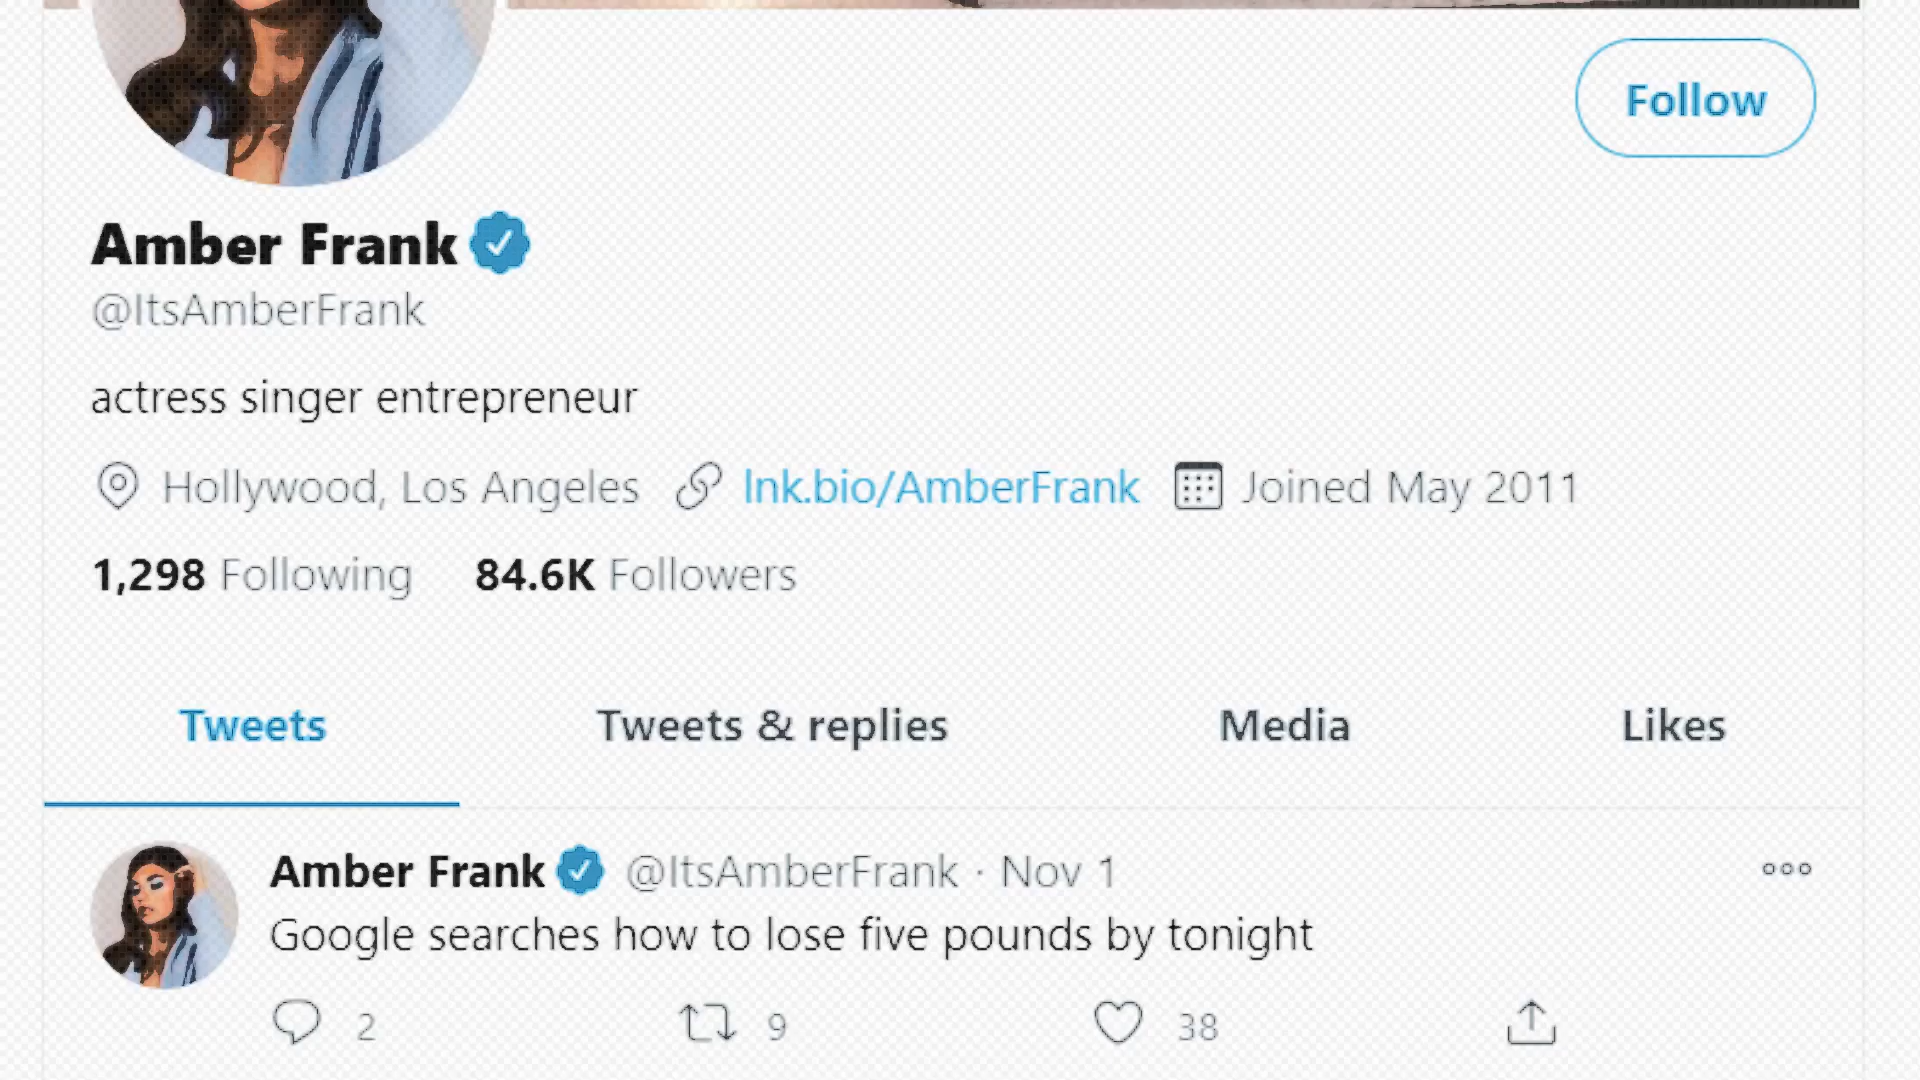 Follow
Amber Frank
@ItsAmberFrank
actress singer entrepreneur
Hollywood, Los Angeles lnk.bio/AmberFrank Joined May 2011
1,298 Following 84.6K Followers
Tweets Tweets & replies Media Likes
Amber Frank @ItsAmberFrank · Nov 1
Google searches how to lose five pounds by tonight
2 9 38